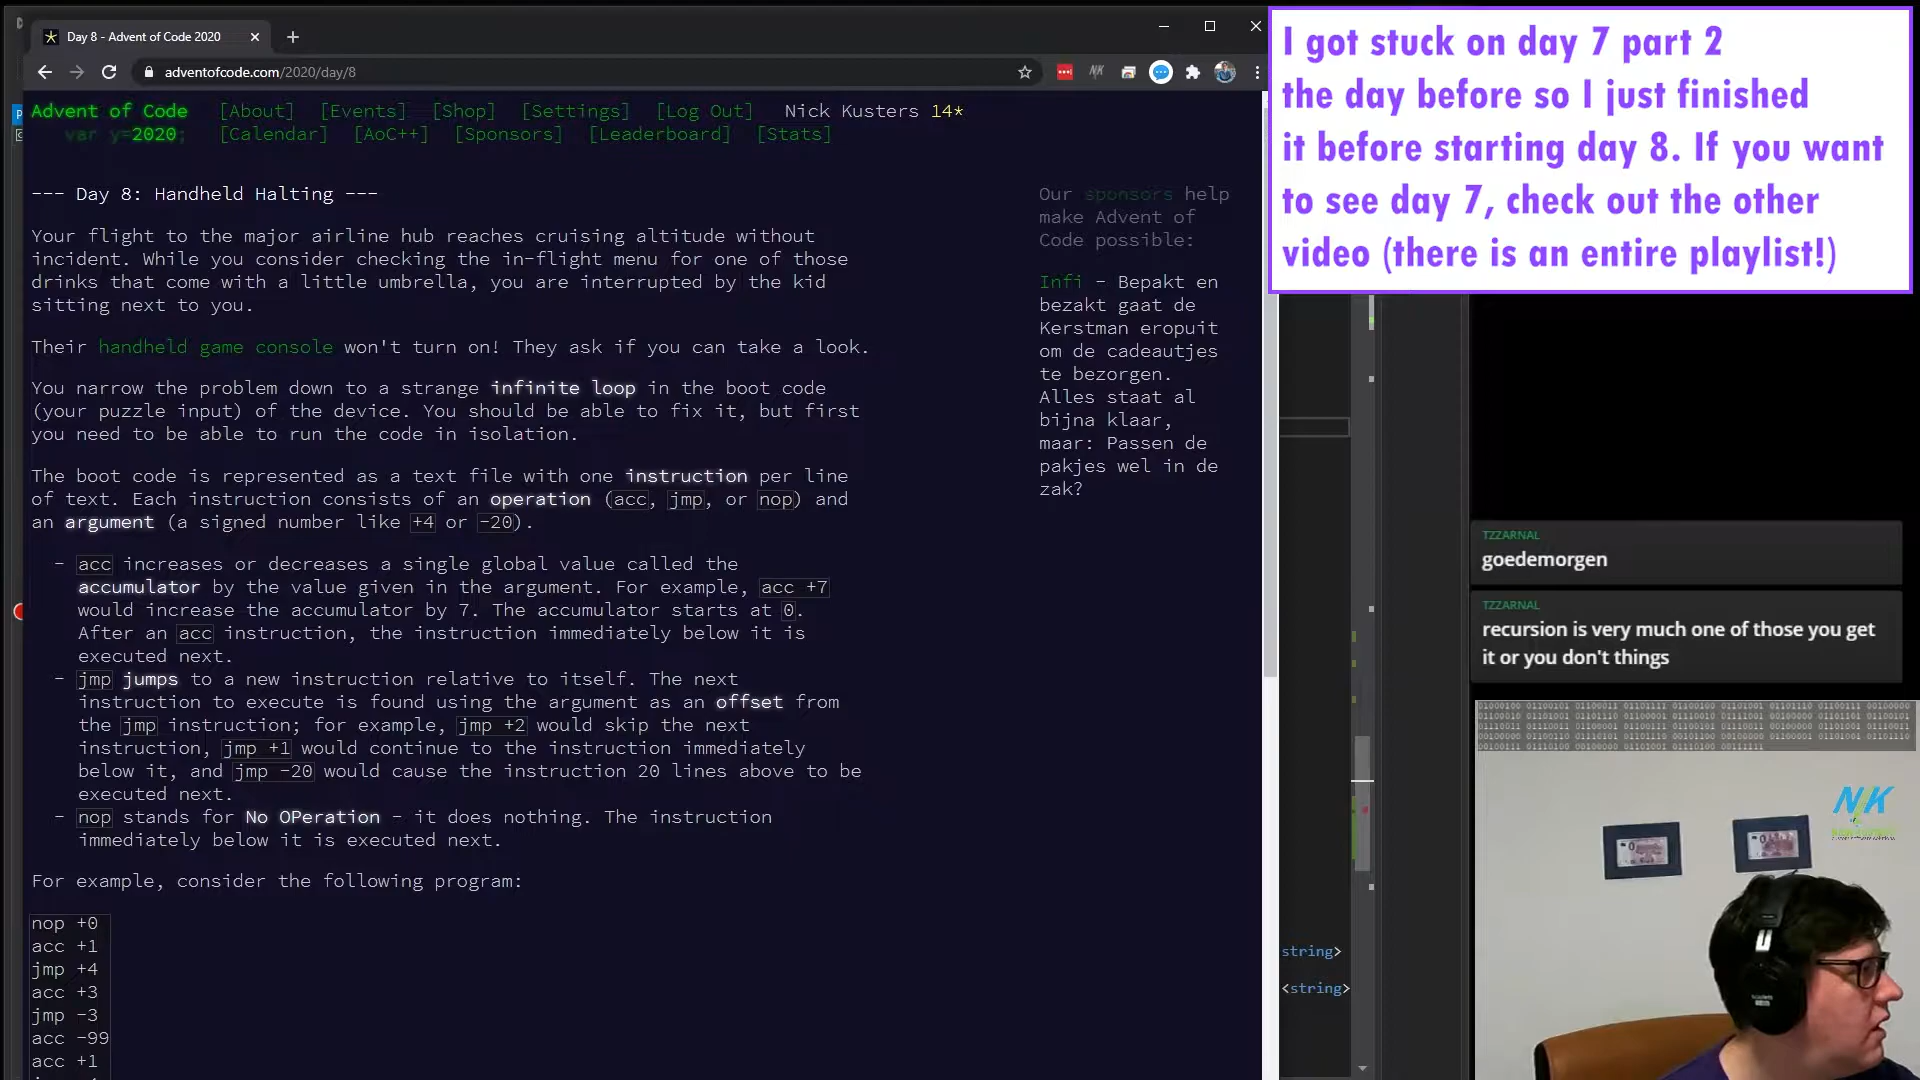 Day 8 - Advent of Code 2020
adventofcode.com/2020/day/8
Advent of Code [About] [Events] [Shop] [Settings] [Log Out] Nick Kusters 14*
var y=2020; [Calendar] [AoC++] [Sponsors] [Leaderboard] [Stats]
--- Day 8: Handheld Halting ---
Your flight to the major airline hub reaches cruising altitude without
incident. While you consider checking the in-flight menu for one of those
drinks that come with a little umbrella, you are interrupted by the kid
sitting next to you.
Their handheld game console won't turn on! They ask if you can take a look.
You narrow the problem down to a strange infinite loop in the boot code
(your puzzle input) of the device. You should be able to fix it, but first
you need to be able to run the code in isolation.
The boot code is represented as a text file with one instruction per line
of text. Each instruction consists of an operation (acc, jmp, or nop) and
an argument (a signed number like +4 or -20).
- acc increases or decreases a single global value called the
accumulator by the value given in the argument. For example, acc +7
would increase the accumulator by 7. The accumulator starts at 0.
After an acc instruction, the instruction immediately below it is
executed next.
- jmp jumps to a new instruction relative to itself. The next
instruction to execute is found using the argument as an offset from
the jmp instruction; for example, jmp +2 would skip the next
instruction, jmp +1 would continue to the instruction immediately
below it, and jmp -20 would cause the instruction 20 lines above to be
executed next.
- nop stands for No OPeration - it does nothing. The instruction
immediately below it is executed next.
For example, consider the following program:
nop +0
acc +1
jmp +4
acc +3
jmp -3
acc -99
acc +1
Our sponsors help
make Advent of
Code possible:
Infi - Bepakt en
bezakt gaat de
Kerstman eropuit
om de cadeautjes
te bezorgen.
Alles staat al
bijna klaar,
maar: Passen de
pakjes wel in de
zak?
I got stuck on day 7 part 2
the day before so I just finished
it before starting day 8. If you want
to see day 7, check out the other
video (there is an entire playlist!)
TZZARNAL
goedemorgen
TZZARNAL
recursion is very much one of those you get
it or you don't things
string>
<string>
NK